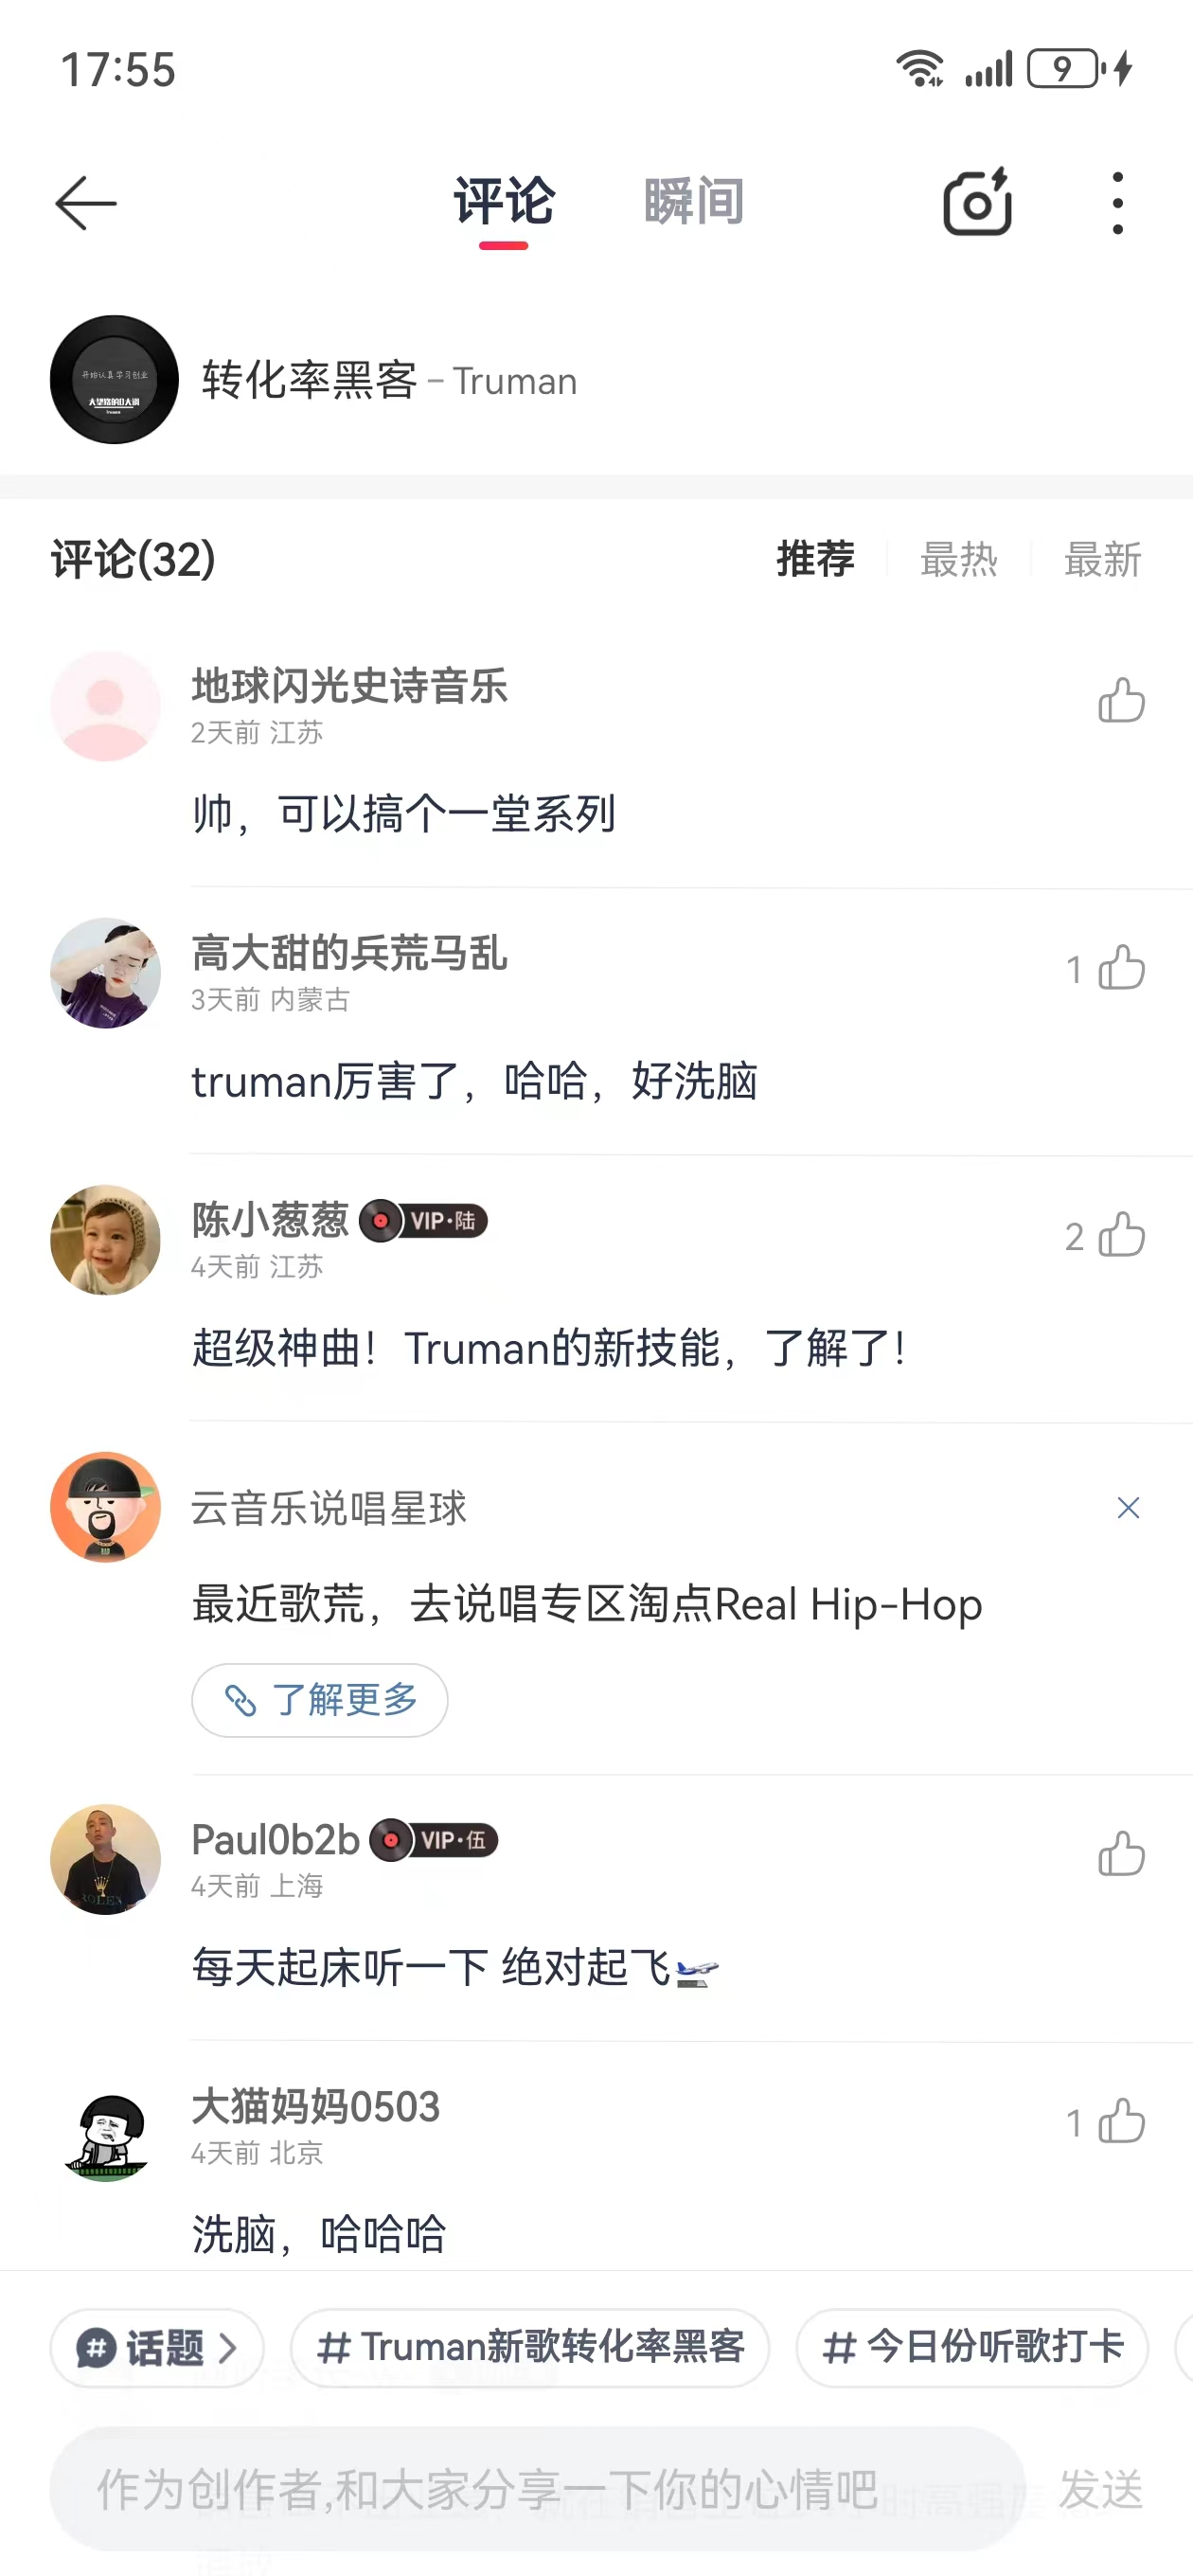 17:55
9
评论 瞬间
开始认真学习创业
转化率黑客 - Truman
评论(32)
推荐 最热 最新
地球闪光史诗音乐
2天前 江苏
帅，可以搞个一堂系列
高大甜的兵荒马乱
3天前 内蒙古
1
truman厉害了，哈哈，好洗脑
陈小葱葱 VIP·陆
4天前 江苏
2
超级神曲！Truman的新技能，了解了！
云音乐说唱星球
最近歌荒，去说唱专区淘点Real Hip-Hop
了解更多
Paul0b2b VIP·伍
4天前 上海
ROLEX
每天起床听一下 绝对起飞🛫
大猫妈妈0503
4天前 北京
1
洗脑，哈哈哈
# 话题 >
# Truman新歌转化率黑客
# 今日份听歌打卡
作为创作者,和大家分享一下你的心情吧
发送